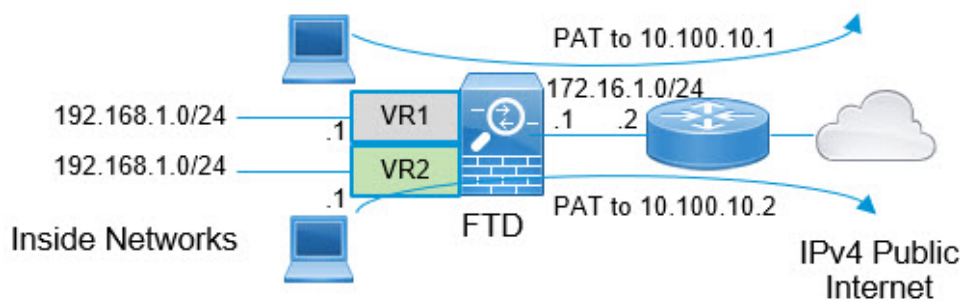 PAT to 10.100.10.1
172.16.1.0/24
192.168.1.0/24
.1
VR1
.1
.2
192.168.1.0/24
.1
VR2
FTD
PAT to 10.100.10.2
Inside Networks
IPv4 Public
Internet